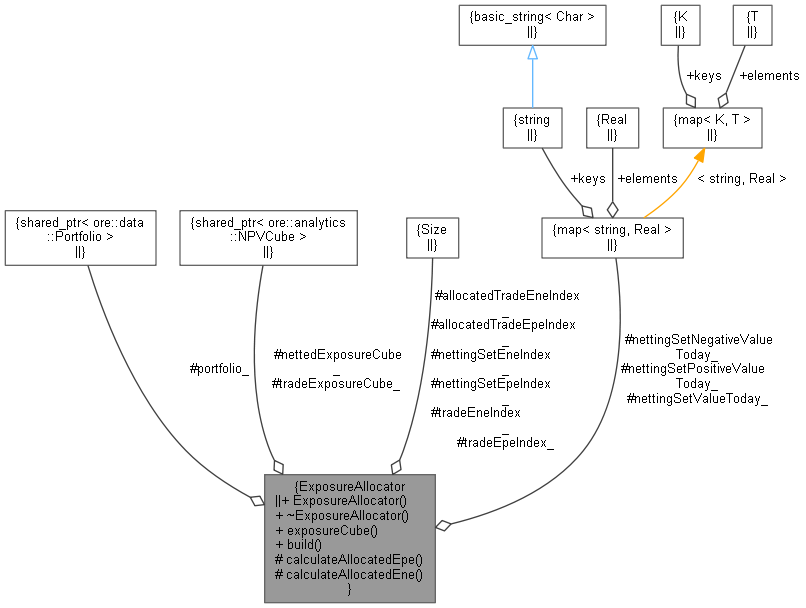 {basic_string< Char >
||}
{K
||}
{T
||}
+keys
+elements
{string
||}
{Real
||}
{map< K, T >
||}
+keys
+elements
< string, Real >
{shared_ptr< ore::data
::Portfolio >
||}
{shared_ptr< ore::analytics
::NPVCube >
||}
{Size
||}
{map< string, Real >
||}
#portfolio_
#nettedExposureCube
_
#tradeExposureCube_
#allocatedTradeEneIndex
_
#allocatedTradeEpeIndex
_
#nettingSetEneIndex
_
#nettingSetEpeIndex
_
#tradeEneIndex
_
#tradeEpeIndex_
#nettingSetNegativeValue
Today_
#nettingSetPositiveValue
Today_
#nettingSetValueToday_
{ExposureAllocator
||+ ExposureAllocator()
+ ~ExposureAllocator()
+ exposureCube()
+ build()
# calculateAllocatedEpe()
# calculateAllocatedEne()
}